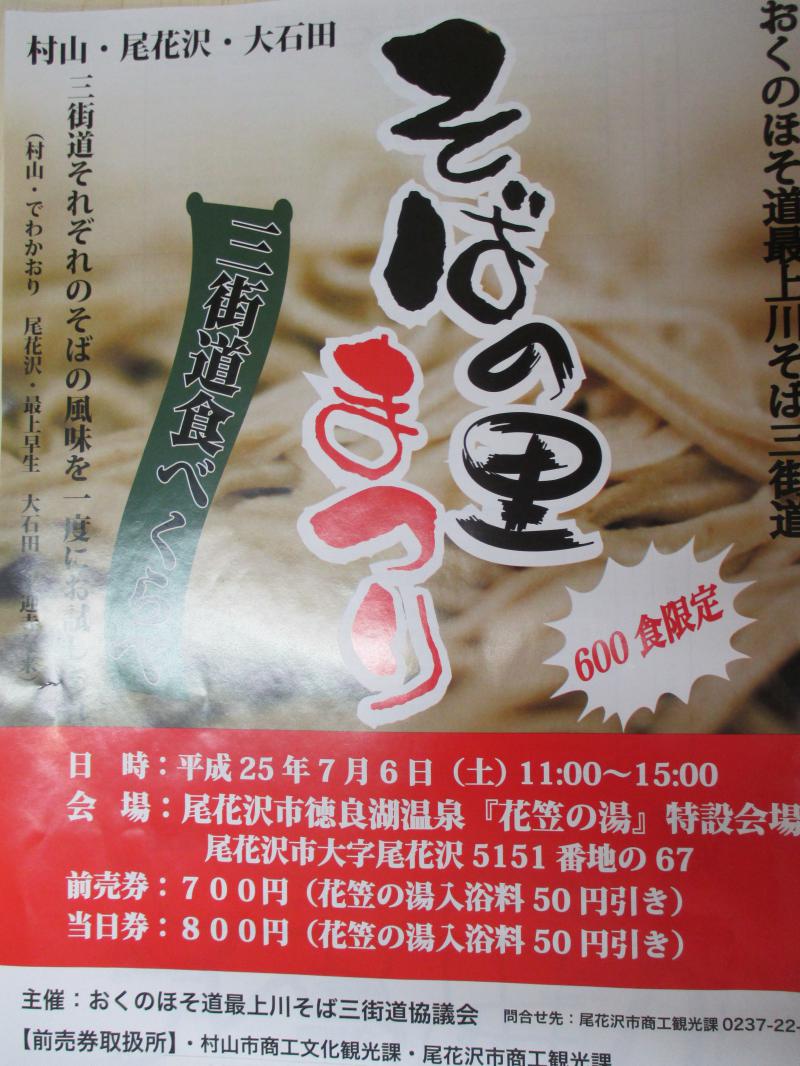 村山・尾花沢・大石田
おくのほそ道最上川そば三街道
そばの里
まつり
三街道食べくらべ
三街道それぞれのそばの風味を一度にお試し
(村山・でわかおり 尾花沢・最上早生 大石田
600食限定
日 時：平成25年7月6日(土)11:00～15:00
会 場：尾花沢市徳良湖温泉『花笠の湯』特設会場
尾花沢市大字尾花沢5151番地の67
前売券：７００円(花笠の湯入浴料50円引き)
当日券：８００円(花笠の湯入浴料50円引き)
主催：おくのほそ道最上川そば三街道協議会 問合せ先：尾花沢市商工観光課0237-22-
【前売券取扱所】・村山市商工文化観光課・尾花沢市商工観光課